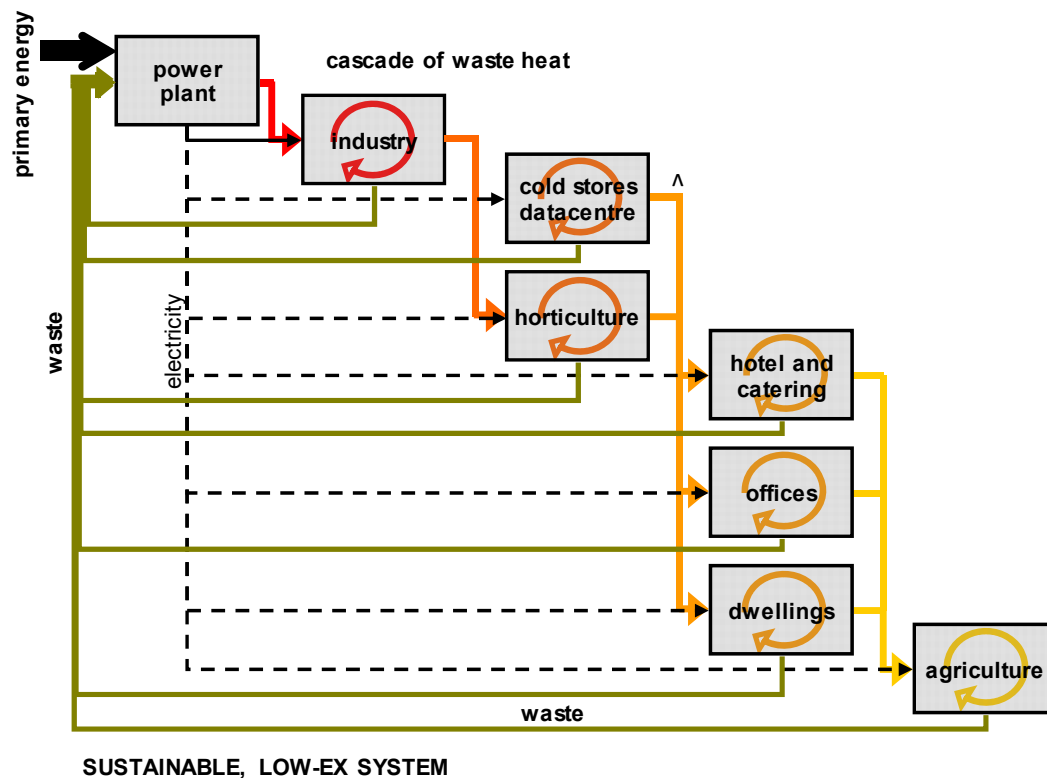 primary energy
power
plant
cascade of waste heat
industry
cold stores
datacentre
^
horticulture
electricity
waste
hotel and
catering
offices
dwellings
agriculture
waste
SUSTAINABLE, LOW-EX SYSTEM